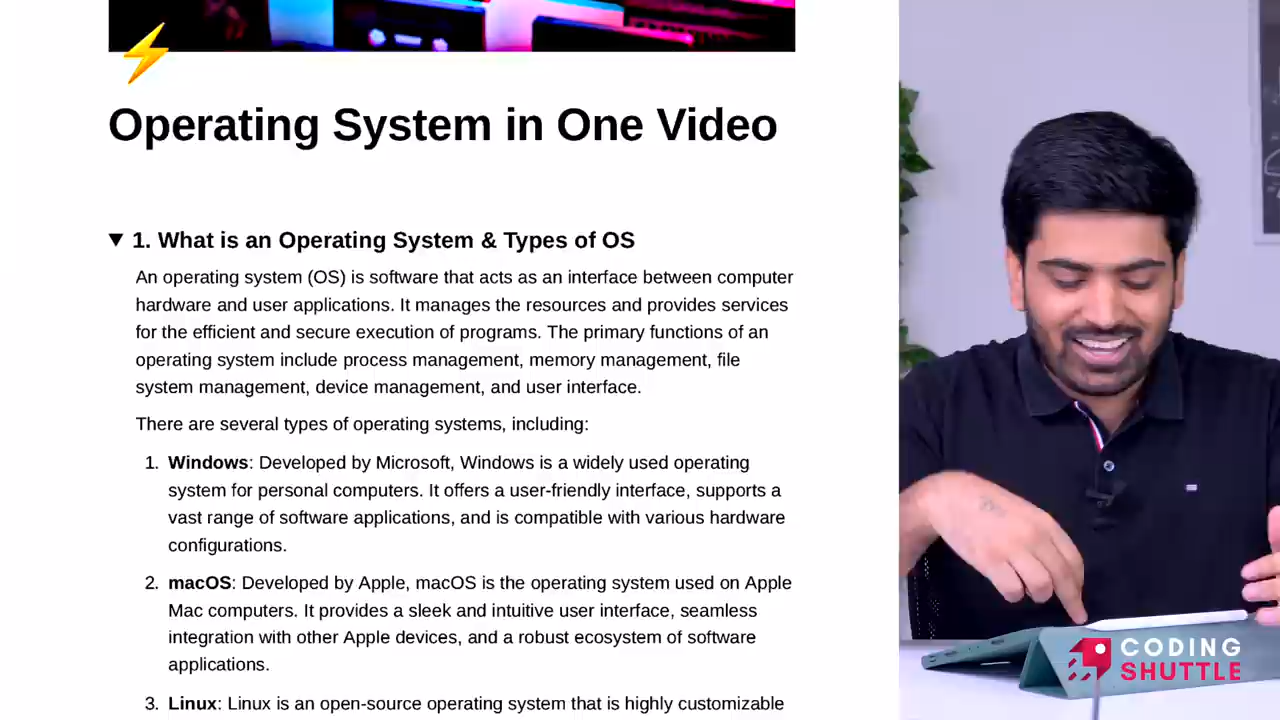 Operating System in One Video
▼ 1. What is an Operating System & Types of OS
An operating system (OS) is software that acts as an interface between computer
hardware and user applications. It manages the resources and provides services
for the efficient and secure execution of programs. The primary functions of an
operating system include process management, memory management, file
system management, device management, and user interface.
There are several types of operating systems, including:
1. Windows: Developed by Microsoft, Windows is a widely used operating
system for personal computers. It offers a user-friendly interface, supports a
vast range of software applications, and is compatible with various hardware
configurations.
2. macOS: Developed by Apple, macOS is the operating system used on Apple
Mac computers. It provides a sleek and intuitive user interface, seamless
integration with other Apple devices, and a robust ecosystem of software
applications.
3. Linux: Linux is an open-source operating system that is highly customizable
CODING
SHUTTLE